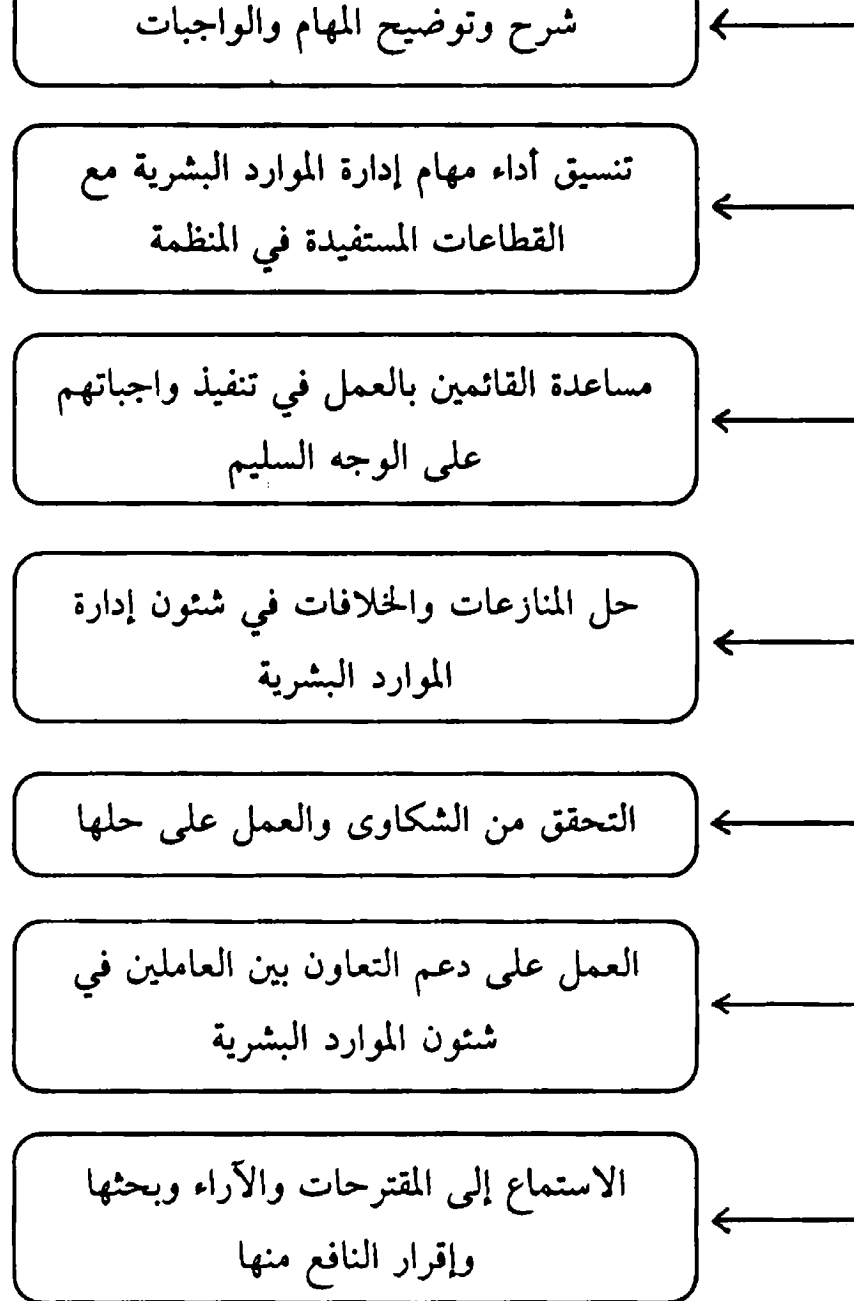 شرح وتوضيح المهام والواجبات
تنسيق أداء مهام إدارة الموارد البشرية مع
القطاعات المستفيدة في المنظمة
مساعدة القائمين بالعمل في تنفيذ واجباتهم
على الوجه السليم
حل المنازعات والخلافات في شئون إدارة
الموارد البشرية
التحقق من الشكاوى والعمل على حلها
العمل على دعم التعاون بين العاملين في
شئون الموارد البشرية
الاستماع إلى المقترحات والآراء وبحثها
وإقرار النافع منها